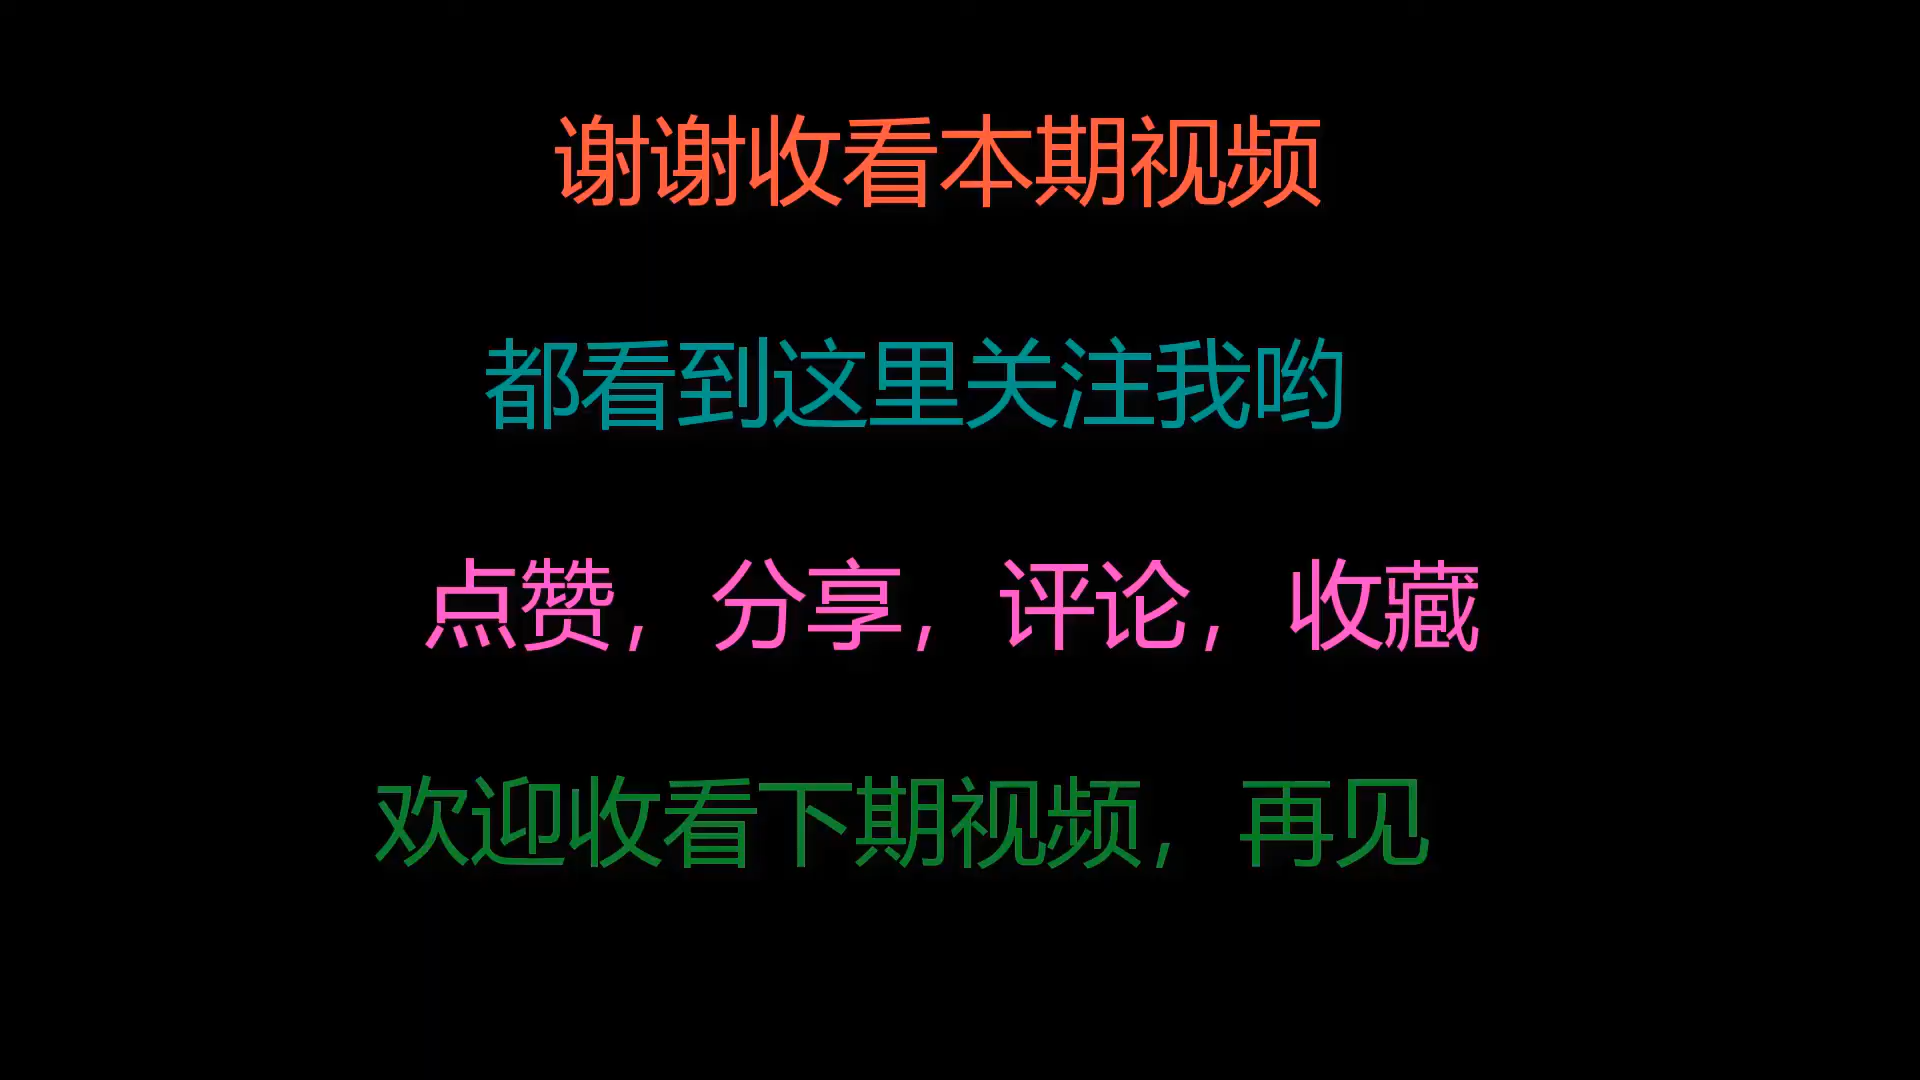 谢谢收看本期视频
都看到这里关注我哟
点赞，分享，评论，收藏
欢迎收看下期视频，再见